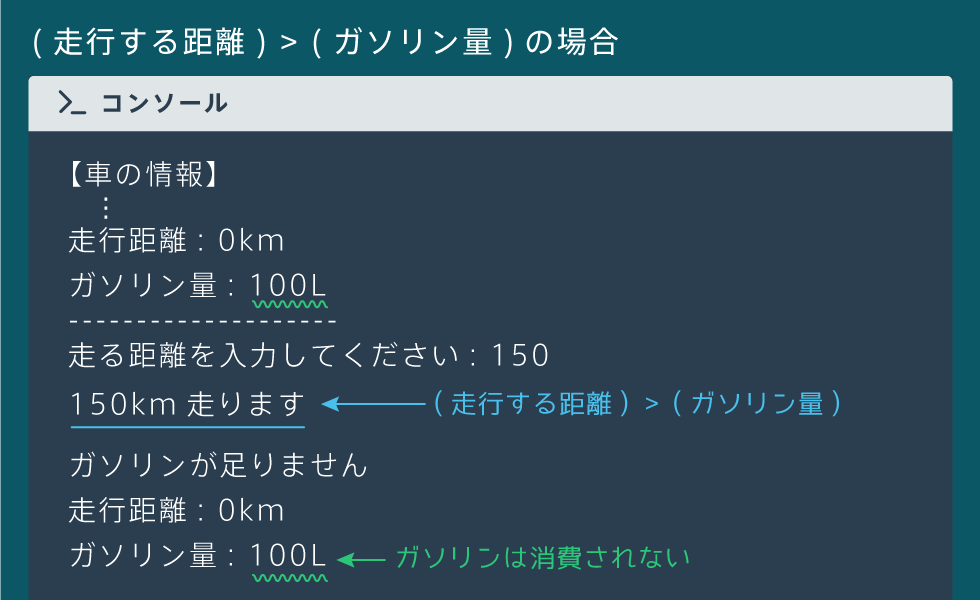 ( 走行する距離 ) > ( ガソリン量 ) の場合
>_ コンソール
【車の情報】
⋮
走行距離 : 0km
ガソリン量 : 100L
--------------------
走る距離を入力してください : 150
150km 走ります ( 走行する距離 ) > ( ガソリン量 )
ガソリンが足りません
走行距離 : 0km
ガソリン量 : 100L ガソリンは消費されない